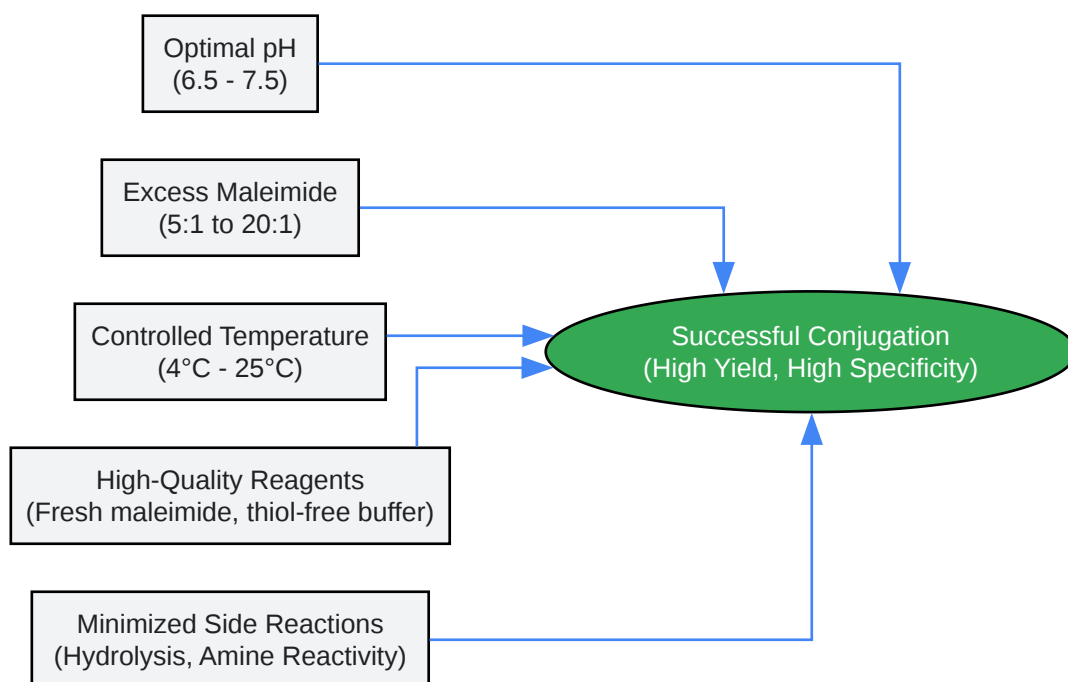 Optimal pH
(6.5 - 7.5)
Excess Maleimide
(5:1 to 20:1)
Controlled Temperature
(4°C - 25°C)
Successful Conjugation
(High Yield, High Specificity)
High-Quality Reagents
(Fresh maleimide, thiol-free buffer)
Minimized Side Reactions
(Hydrolysis, Amine Reactivity)